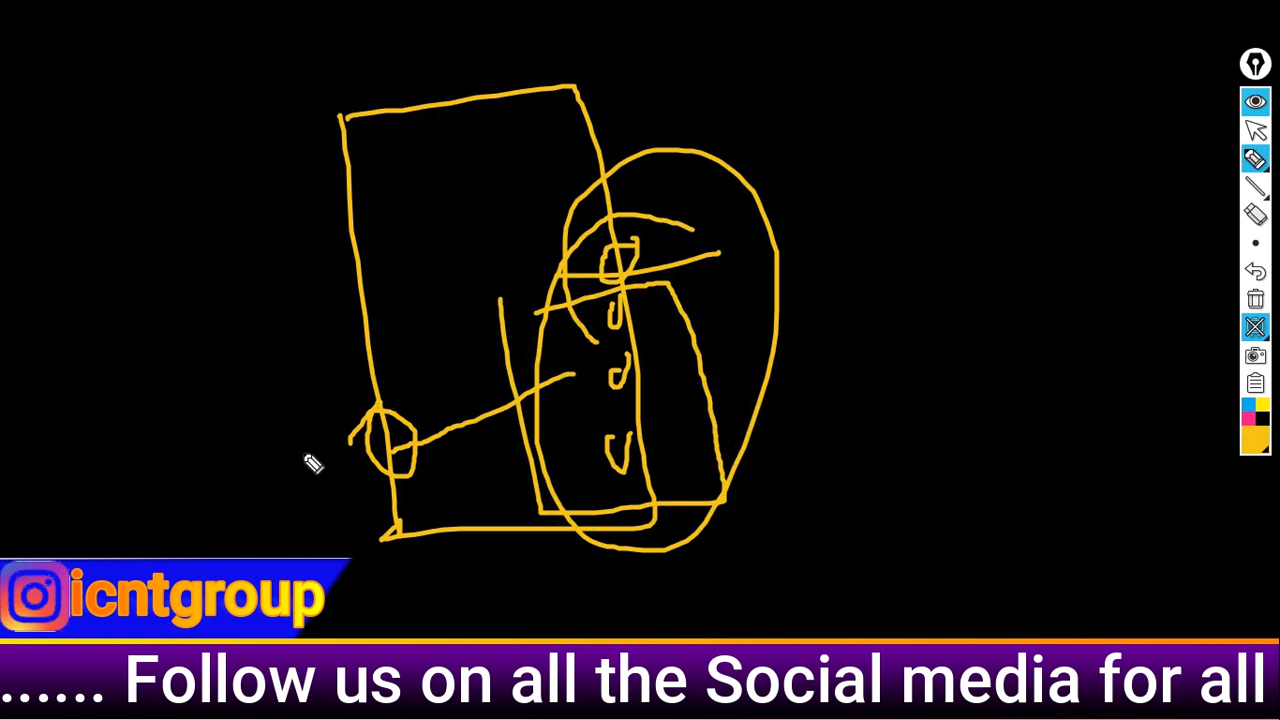 icntgroup
...... Follow us on all the Social media for all